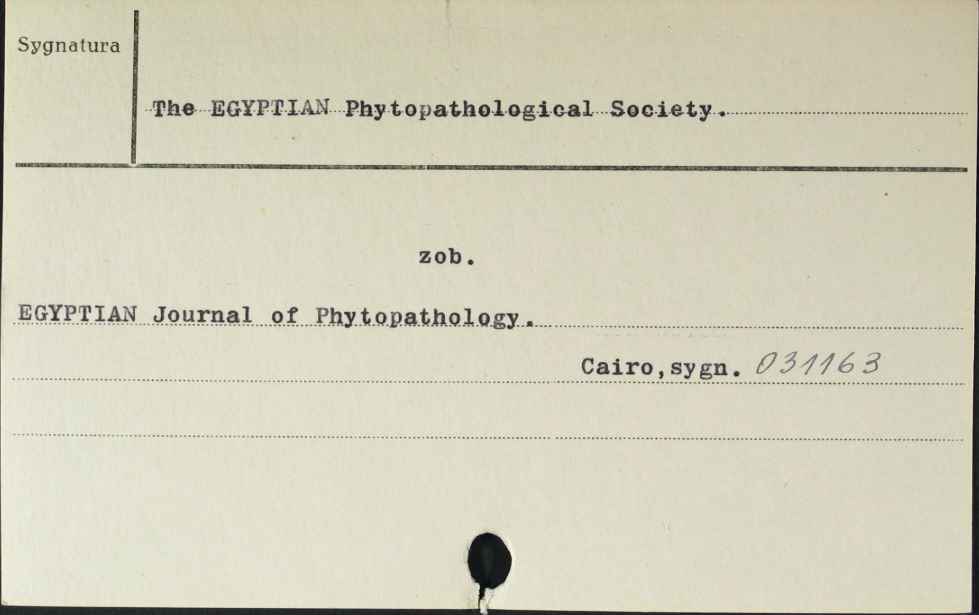 Sygnatura
The EGYPTIAN Phytopathological Society.
zob.
EGYPTIAN Journal of Phytopathology.
Cairo,sygn. 031163